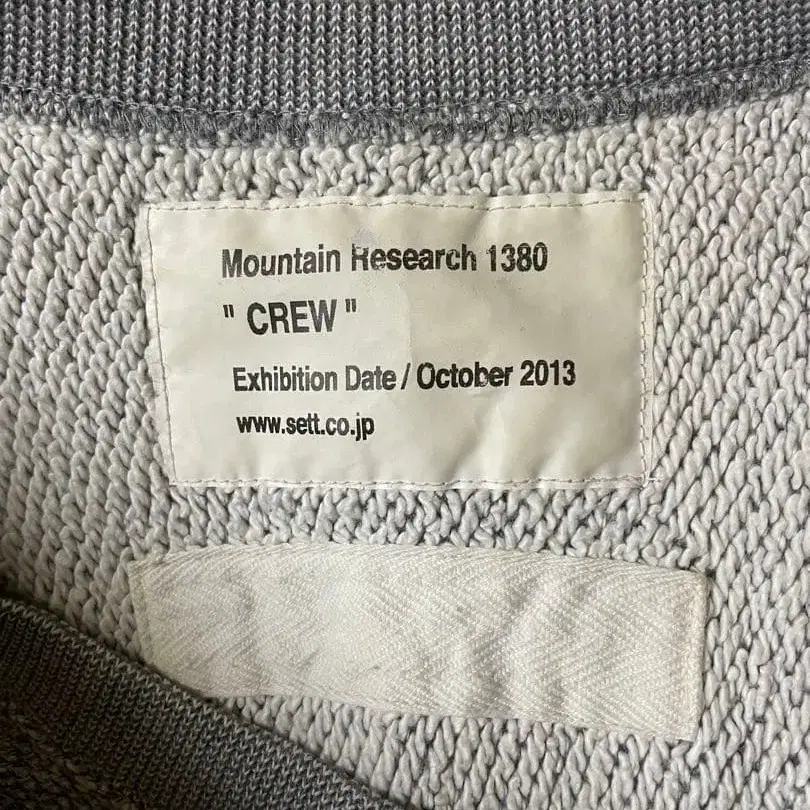 Mountain Research 1380
" CREW "
Exhibition Date / October 2013
www.sett.co.jp